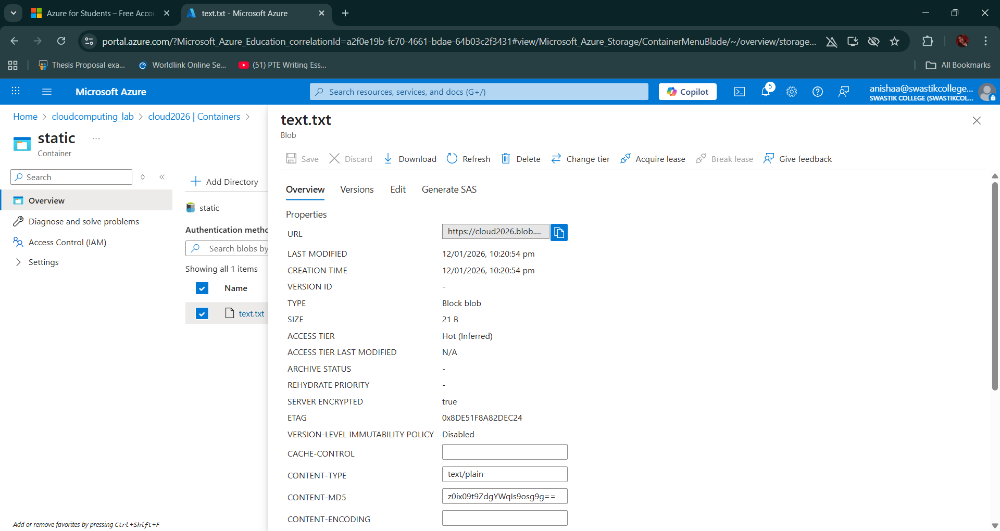 Azure for Students – Free Accou
text.txt - Microsoft Azure
portal.azure.com/?Microsoft_Azure_Education_correlationId=a2f0e19b-fc70-4661-bdae-64b03c2f3431#view/Microsoft_Azure_Storage/ContainerMenuBlade/~/overview/storage...
Thesis Proposal exa...
Worldlink Online Se...
(51) PTE Writing Ess...
All Bookmarks
Microsoft Azure
Search resources, services, and docs (G+/)
Copilot
5
anishaa@swastikcollege...
SWASTIK COLLEGE (SWASTIKCOL...
Home > cloudcomputing_lab > cloud2026 | Containers >
static
...
Container
Search
Overview
Diagnose and solve problems
Access Control (IAM)
Settings
Add or remove favorites by pressing Ctrl+Shift+F
Add Directory
static
Authentication metho
Search blobs by
Showing all 1 items
Name
text.txt
text.txt
Blob
Save
Discard
Download
Refresh
Delete
Change tier
Acquire lease
Break lease
Give feedback
Overview
Versions
Edit
Generate SAS
Properties
URL https://cloud2026.blob....
LAST MODIFIED 12/01/2026, 10:20:54 pm
CREATION TIME 12/01/2026, 10:20:54 pm
VERSION ID -
TYPE Block blob
SIZE 21 B
ACCESS TIER Hot (Inferred)
ACCESS TIER LAST MODIFIED N/A
ARCHIVE STATUS -
REHYDRATE PRIORITY -
SERVER ENCRYPTED true
ETAG 0x8DE51F8A82DEC24
VERSION-LEVEL IMMUTABILITY POLICY Disabled
CACHE-CONTROL
CONTENT-TYPE text/plain
CONTENT-MD5 z0ix09t9ZdgYWqIs9osg9g==
CONTENT-ENCODING